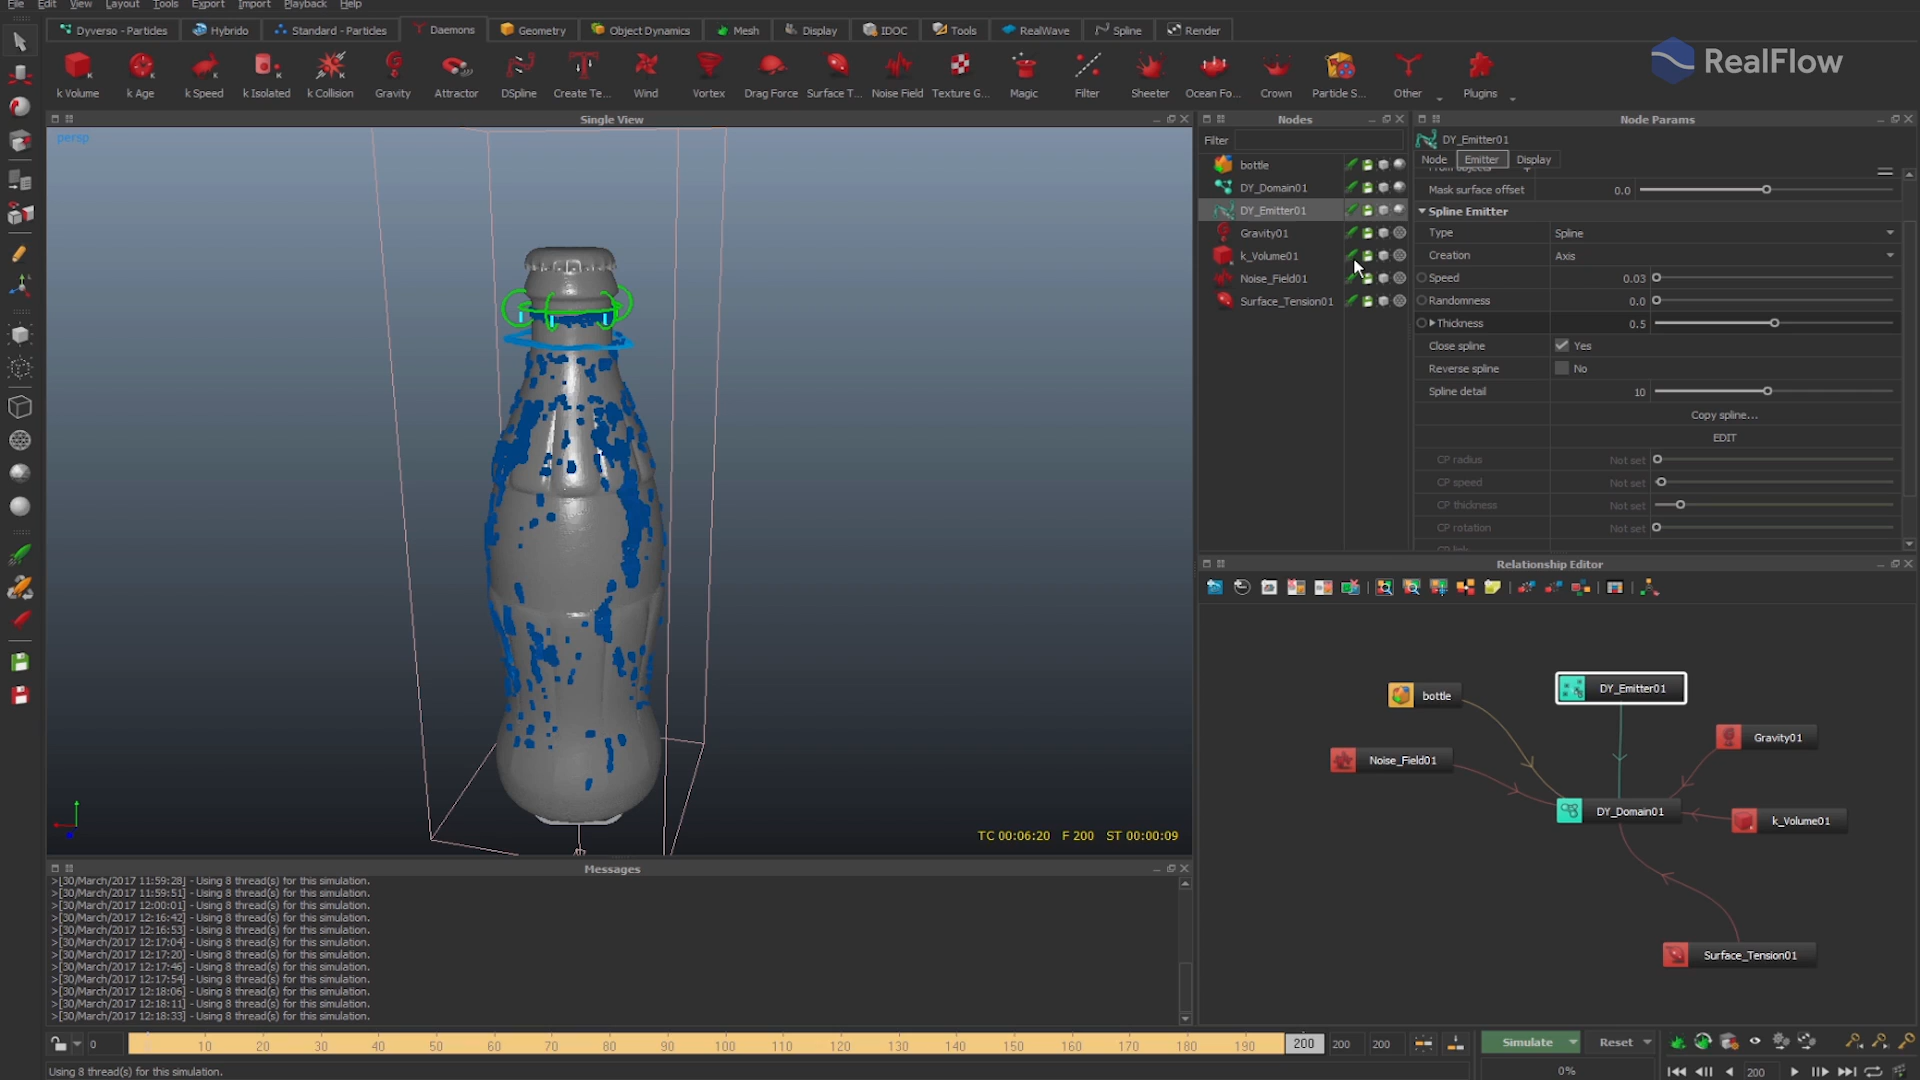 File Edit View Layout Tools Export Import Playback Help
Dyverso - Particles Hybrido Standard - Particles Daemons Geometry Object Dynamics Mesh Display IDOC Tools RealWave Spline Render
RealFlow
k Volume k Age k Speed k Isolated k Collision Gravity Attractor DSpline Create Te... Wind Vortex Drag Force Surface T... Noise Field Texture G... Magic Filter Sheeter Ocean Fo... Crown Particle S... Other Plugins
Single View
persp
TC 00:06:20 F 200 ST 00:00:09
Nodes
Filter
bottle
DY_Domain01
DY_Emitter01
Gravity01
k_Volume01
Noise_Field01
Surface_Tension01
Node Params
DY_Emitter01
Node Emitter Display
Mask surface offset 0.0
Spline Emitter
Type Spline
Creation Axis
Speed 0.03
Randomness 0.0
Thickness 0.5
Close spline Yes
Reverse spline No
Spline detail 10
Copy spline...
EDIT
CP radius Not set
CP speed Not set
CP thickness Not set
CP rotation Not set
Relationship Editor
bottle
DY_Emitter01
Gravity01
Noise_Field01
DY_Domain01
k_Volume01
Surface_Tension01
Messages
>[30/March/2017 11:59:28] - Using 8 thread(s) for this simulation.
>[30/March/2017 11:59:51] - Using 8 thread(s) for this simulation.
>[30/March/2017 12:00:01] - Using 8 thread(s) for this simulation.
>[30/March/2017 12:16:42] - Using 8 thread(s) for this simulation.
>[30/March/2017 12:16:53] - Using 8 thread(s) for this simulation.
>[30/March/2017 12:17:04] - Using 8 thread(s) for this simulation.
>[30/March/2017 12:17:20] - Using 8 thread(s) for this simulation.
>[30/March/2017 12:17:46] - Using 8 thread(s) for this simulation.
>[30/March/2017 12:17:54] - Using 8 thread(s) for this simulation.
>[30/March/2017 12:18:06] - Using 8 thread(s) for this simulation.
>[30/March/2017 12:18:11] - Using 8 thread(s) for this simulation.
>[30/March/2017 12:18:33] - Using 8 thread(s) for this simulation.
0 10 20 30 40 50 60 70 80 90 100 110 120 130 140 150 160 170 180 190 200 200 200
Simulate Reset
Using 8 thread(s) for this simulation.
0%
200